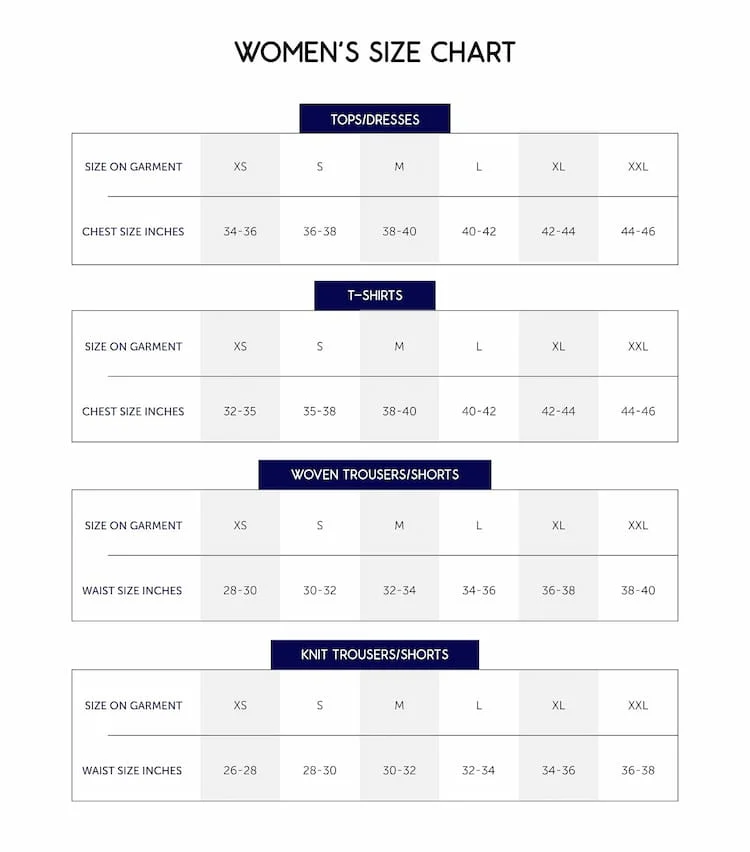 WOMEN'S SIZE CHART
TOPS/DRESSES
SIZE ON GARMENT XS S M L XL XXL
CHEST SIZE INCHES 34-36 36-38 38-40 40-42 42-44 44-46
T-SHIRTS
SIZE ON GARMENT XS S M L XL XXL
CHEST SIZE INCHES 32-35 35-38 38-40 40-42 42-44 44-46
WOVEN TROUSERS/SHORTS
SIZE ON GARMENT XS S M L XL XXL
WAIST SIZE INCHES 28-30 30-32 32-34 34-36 36-38 38-40
KNIT TROUSERS/SHORTS
SIZE ON GARMENT XS S M L XL XXL
WAIST SIZE INCHES 26-28 28-30 30-32 32-34 34-36 36-38